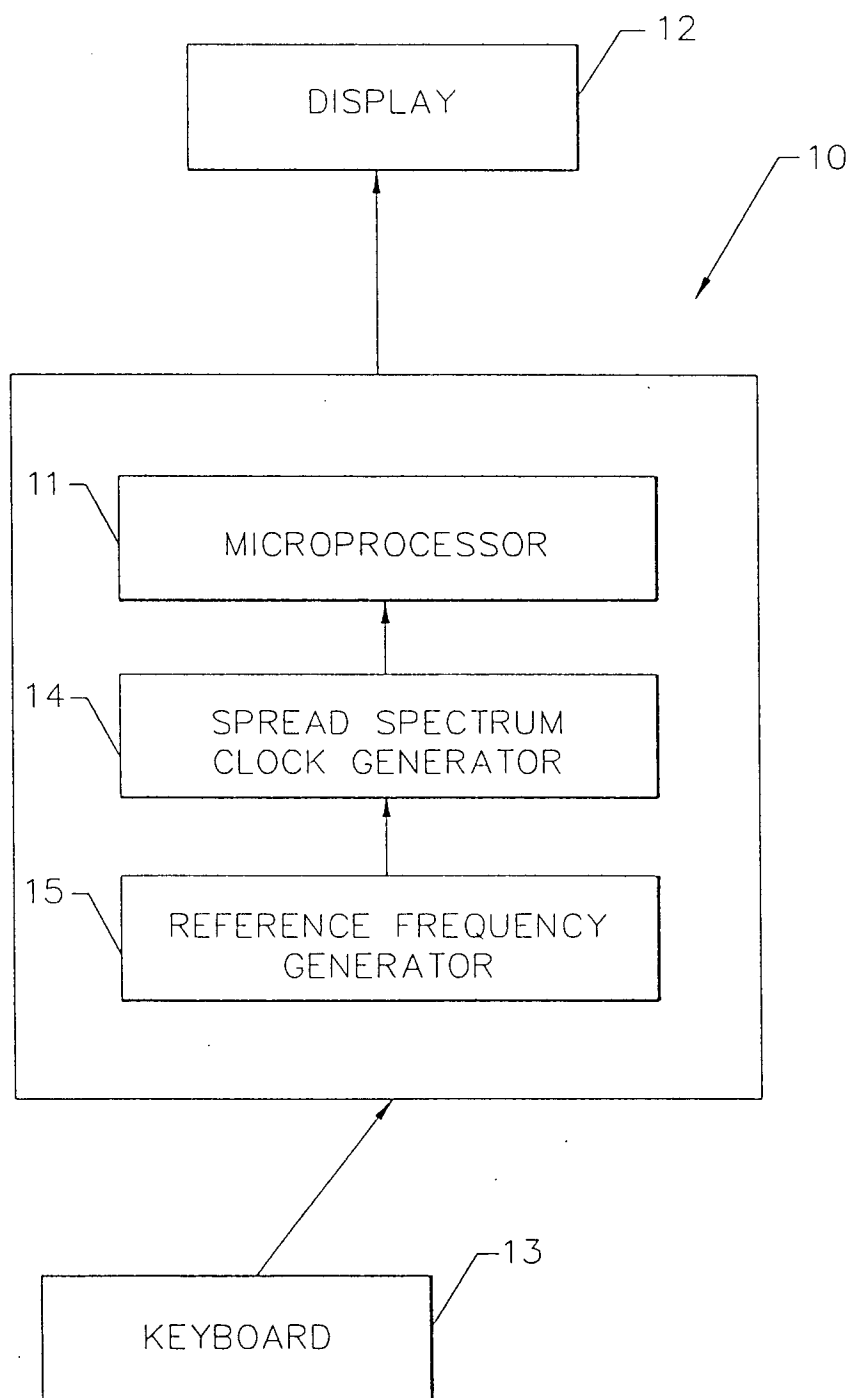 12
DISPLAY
10
11
MICROPROCESSOR
14
SPREAD SPECTRUM
CLOCK GENERATOR
15
REFERENCE FREQUENCY
GENERATOR
13
KEYBOARD